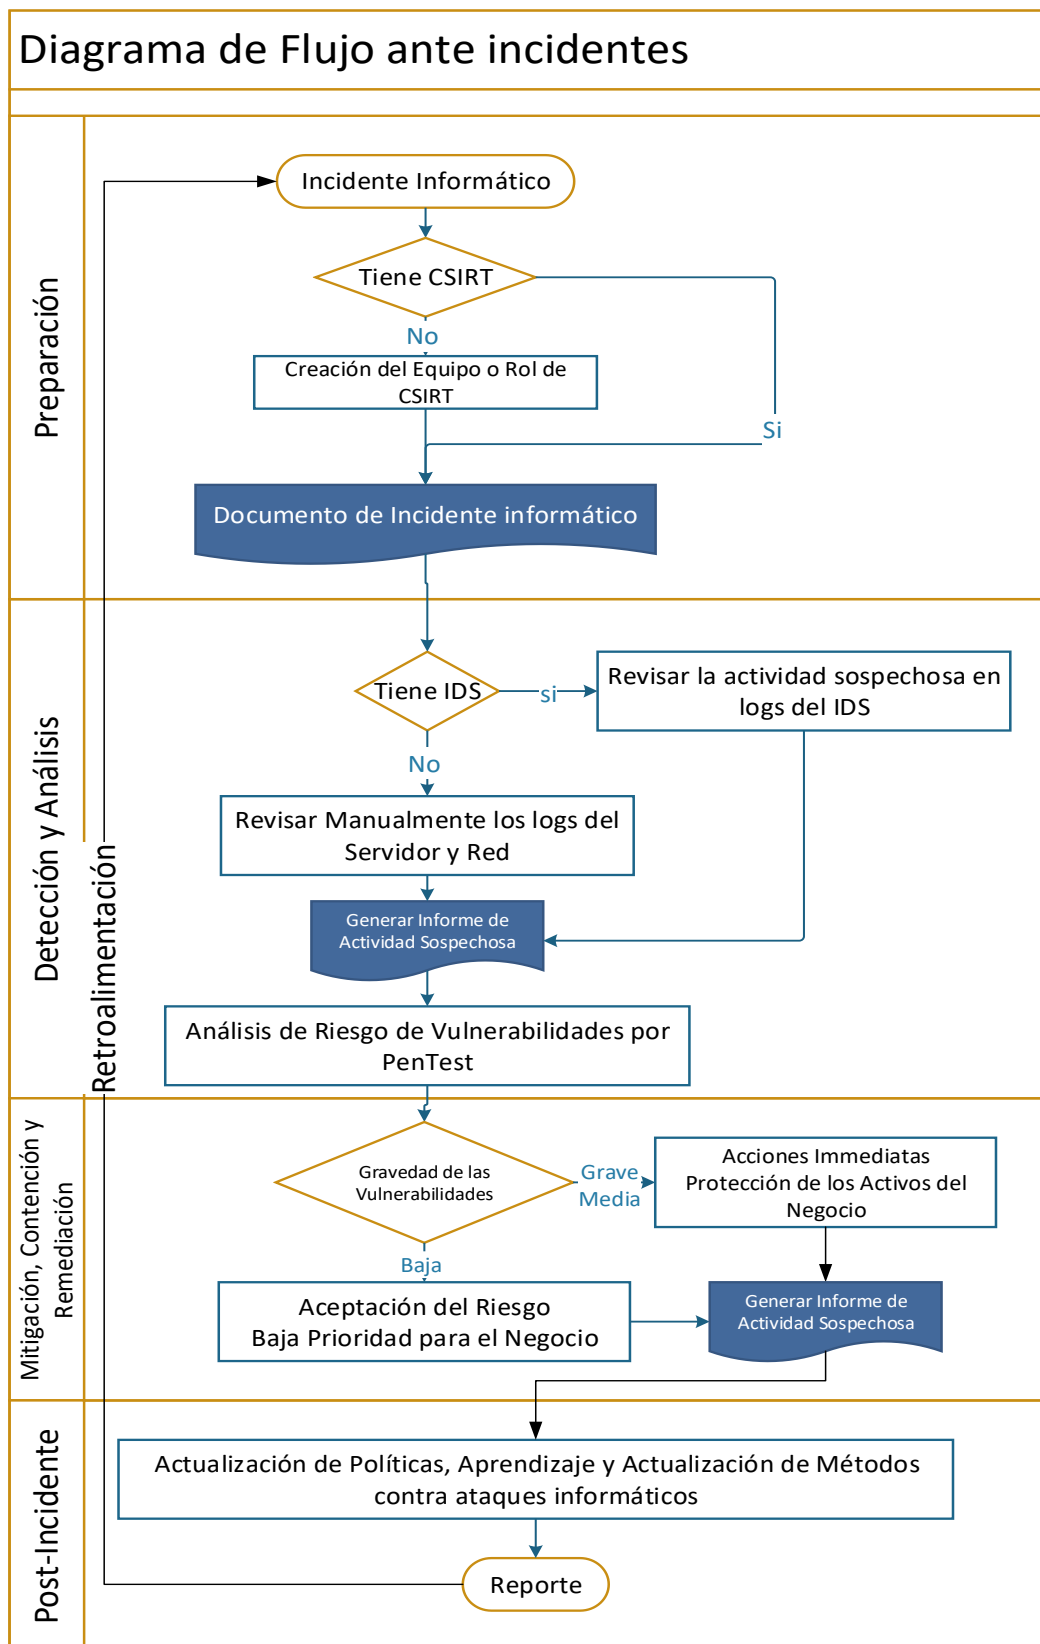 Diagrama de Flujo ante incidentes
Preparación
Incidente Informático
Tiene CSIRT
No
Creación del Equipo o Rol de
CSIRT
Si
Documento de Incidente informático
Detección y Análisis
Retroalimentación
Tiene IDS
si
Revisar la actividad sospechosa en
logs del IDS
No
Revisar Manualmente los logs del
Servidor y Red
Generar Informe de
Actividad Sospechosa
Análisis de Riesgo de Vulnerabilidades por
PenTest
Mitigación, Contención y
Remediación
Gravedad de las
Vulnerabilidades
Grave
Media
Acciones Immediatas
Protección de los Activos del
Negocio
Baja
Aceptación del Riesgo
Baja Prioridad para el Negocio
Generar Informe de
Actividad Sospechosa
Post-Incidente
Actualización de Políticas, Aprendizaje y Actualización de Métodos
contra ataques informáticos
Reporte